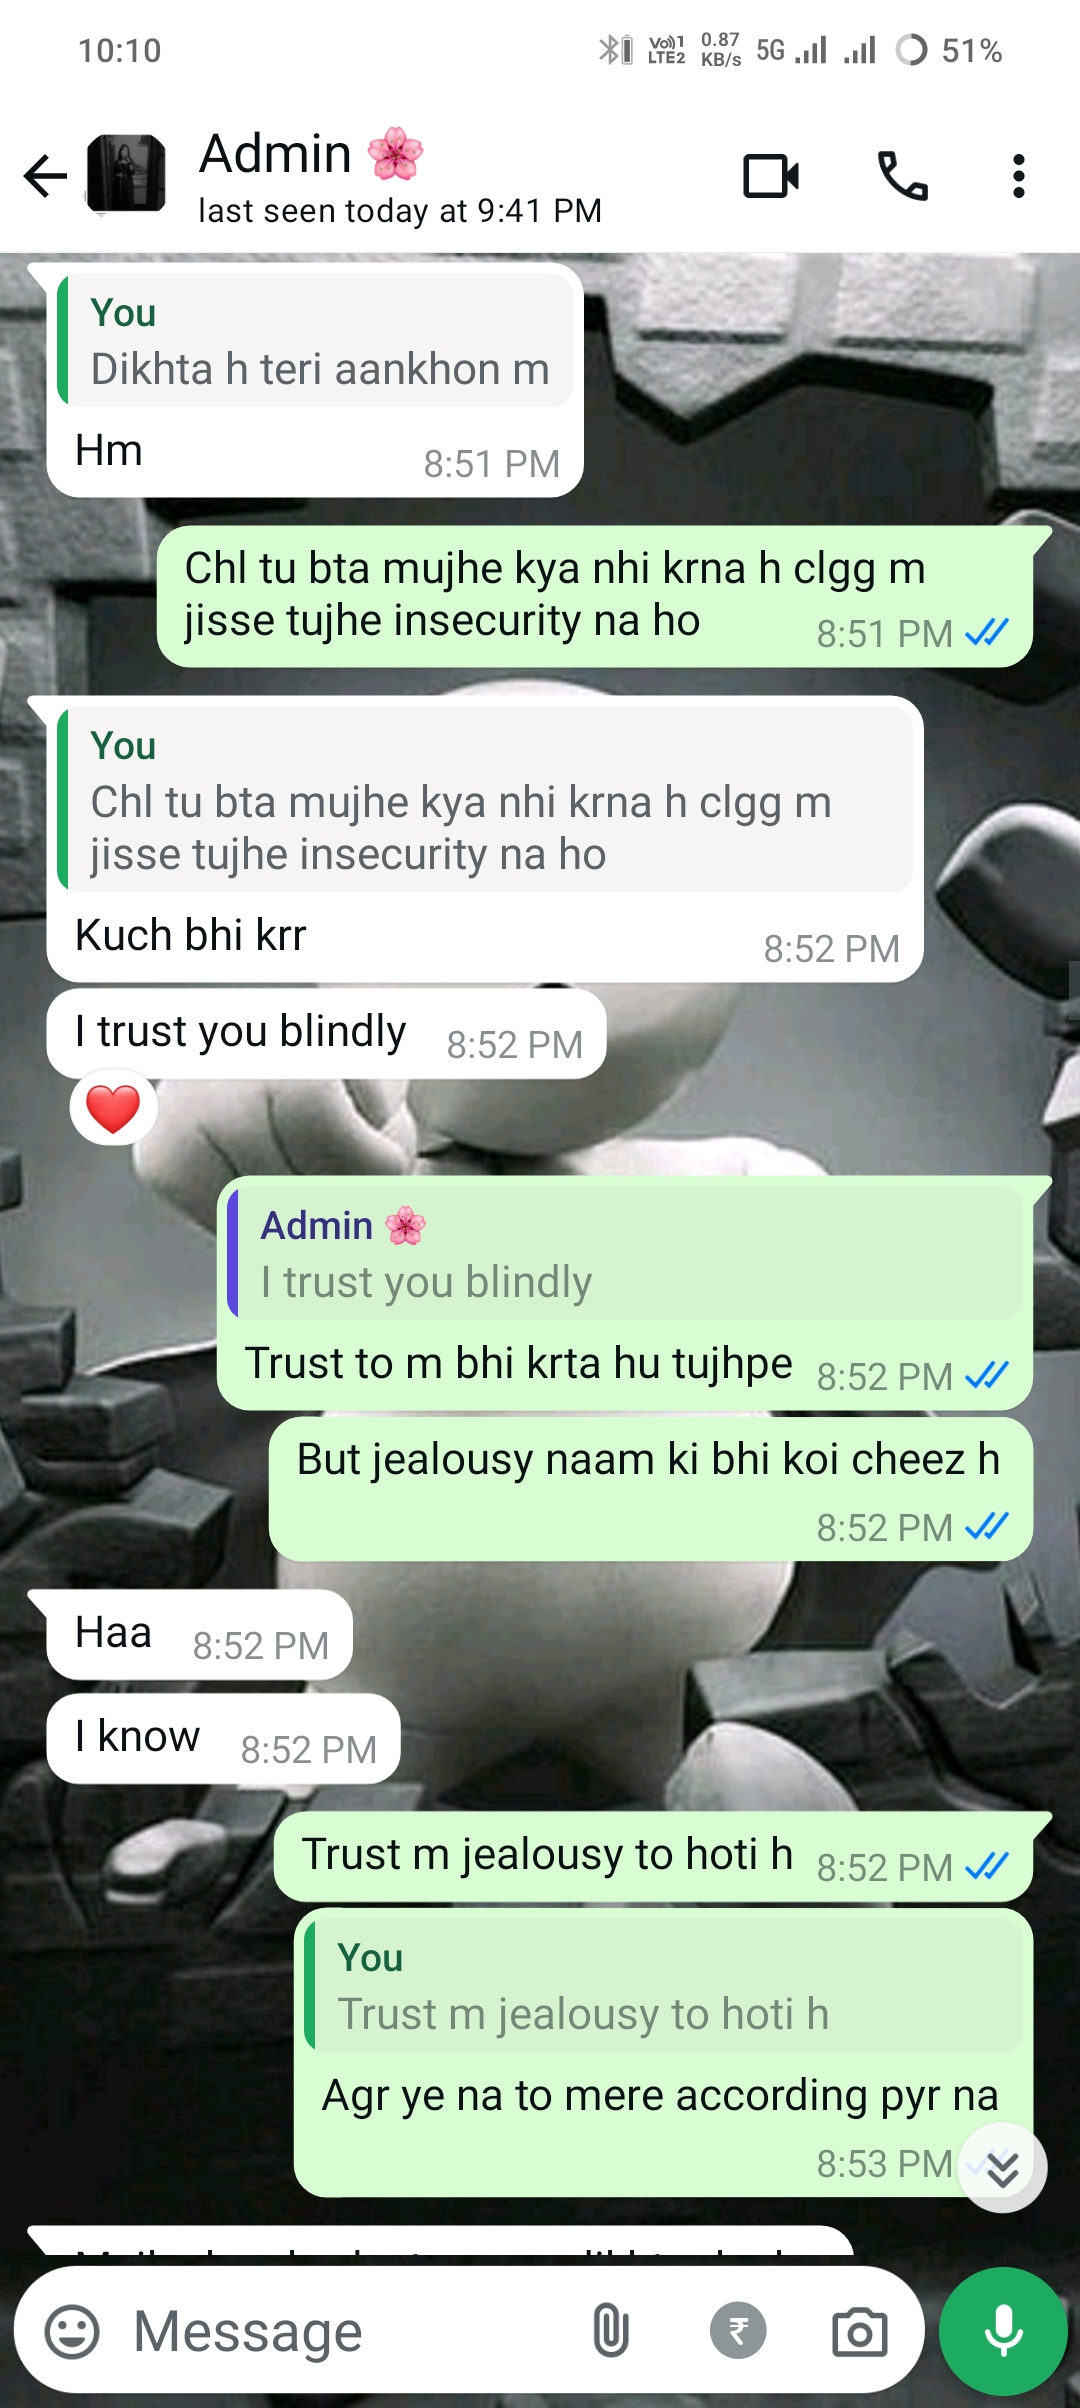 10:10
Vo)) 1
LTE2
0.87
KB/s
5G
51%
Admin 🌸
last seen today at 9:41 PM
You
Dikhta h teri aankhon m
Hm
8:51 PM
Chl tu bta mujhe kya nhi krna h clgg m
jisse tujhe insecurity na ho
8:51 PM
You
Chl tu bta mujhe kya nhi krna h clgg m
jisse tujhe insecurity na ho
Kuch bhi krr
8:52 PM
I trust you blindly
8:52 PM
❤️
Admin 🌸
I trust you blindly
Trust to m bhi krta hu tujhpe
8:52 PM
But jealousy naam ki bhi koi cheez h
8:52 PM
Haa
8:52 PM
I know
8:52 PM
Trust m jealousy to hoti h
8:52 PM
You
Trust m jealousy to hoti h
Agr ye na to mere according pyr na
8:53 PM
Message
₹